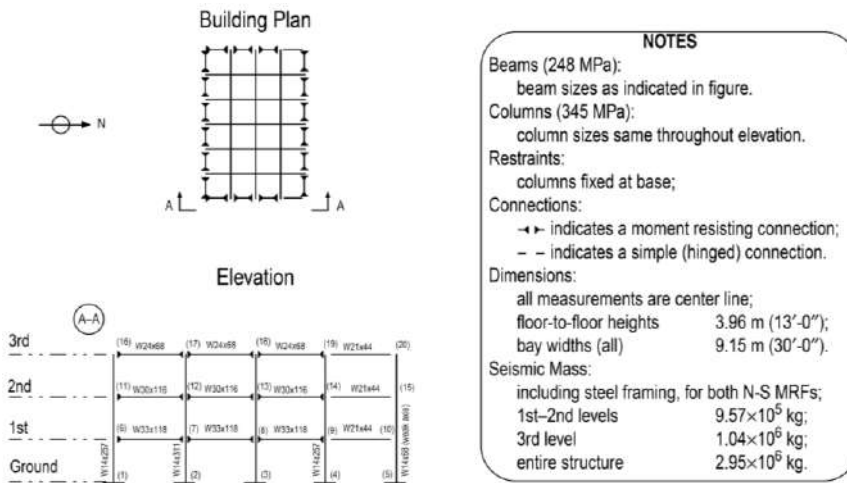 Building Plan
N
A A
Elevation
A–A
3rd
(16) W24x68 (17) W24x68 (18) W24x68 (19) W21x44 (20)
2nd
(11) W30x116 (12) W30x116 (13) W30x116 (14) W21x44 (15)
1st
(6) W33x118 (7) W33x118 (8) W33x118 (9) W21x44 (10)
W14x257 W14x311 W14x257 W14x68 (weak axis)
Ground
(1) (2) (3) (4) (5)
NOTES
Beams (248 MPa):
beam sizes as indicated in figure.
Columns (345 MPa):
column sizes same throughout elevation.
Restraints:
columns fixed at base;
Connections:
indicates a moment resisting connection;
– – indicates a simple (hinged) connection.
Dimensions:
all measurements are center line;
floor-to-floor heights 3.96 m (13′-0″);
bay widths (all) 9.15 m (30′-0″).
Seismic Mass:
including steel framing, for both N-S MRFs;
1st–2nd levels 9.57×10⁵ kg;
3rd level 1.04×10⁶ kg;
entire structure 2.95×10⁶ kg.